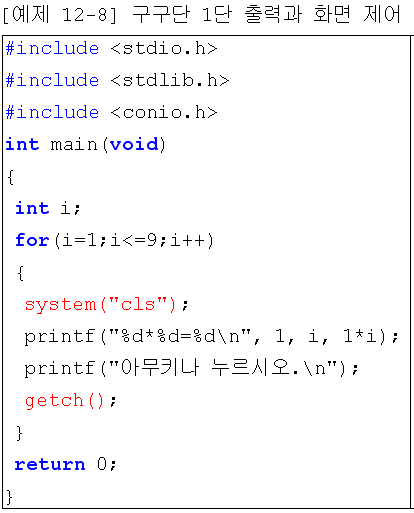 [예제 12-8] 구구단 1단 출력과 화면 제어
#include <stdio.h>
#include <stdlib.h>
#include <conio.h>
int main(void)
{
int i;
for(i=1;i<=9;i++)
{
system("cls");
printf("%d*%d=%d\n", 1, i, 1*i);
printf("아무키나 누르시오.\n");
getch();
}
return 0;
}